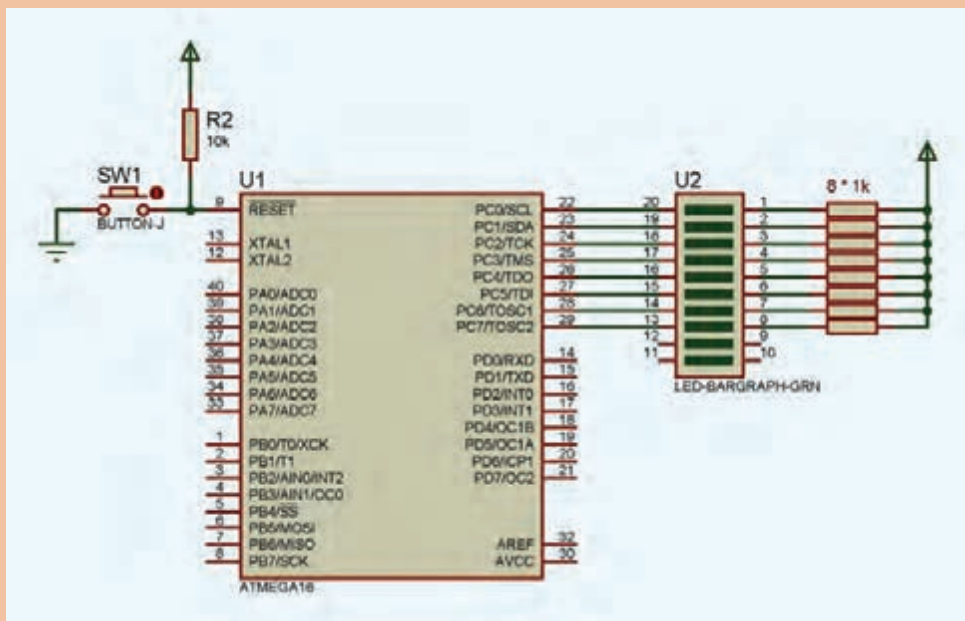 R2
10k
SW1
BUTTON-J
U1
9 RESET
13 XTAL1
12 XTAL2
40 PA0/ADC0
39 PA1/ADC1
38 PA2/ADC2
37 PA3/ADC3
36 PA4/ADC4
35 PA5/ADC5
34 PA6/ADC6
33 PA7/ADC7
1 PB0/T0/XCK
2 PB1/T1
3 PB2/AIN0/INT2
4 PB3/AIN1/OC0
5 PB4/SS
6 PB5/MOSI
7 PB6/MISO
8 PB7/SCK
PC0/SCL 22
PC1/SDA 23
PC2/TCK 24
PC3/TMS 25
PC4/TDO 26
PC5/TDI 27
PC6/TOSC1 28
PC7/TOSC2 29
PD0/RXD 14
PD1/TXD 15
PD2/INT0 16
PD3/INT1 17
PD4/OC1B 18
PD5/OC1A 19
PD6/ICP1 20
PD7/OC2 21
AREF 32
AVCC 30
ATMEGA16
U2
20 1
19 2
18 3
17 4
16 5
15 6
14 7
13 8
12 9
11 10
LED-BARGRAPH-GRN
8 * 1k